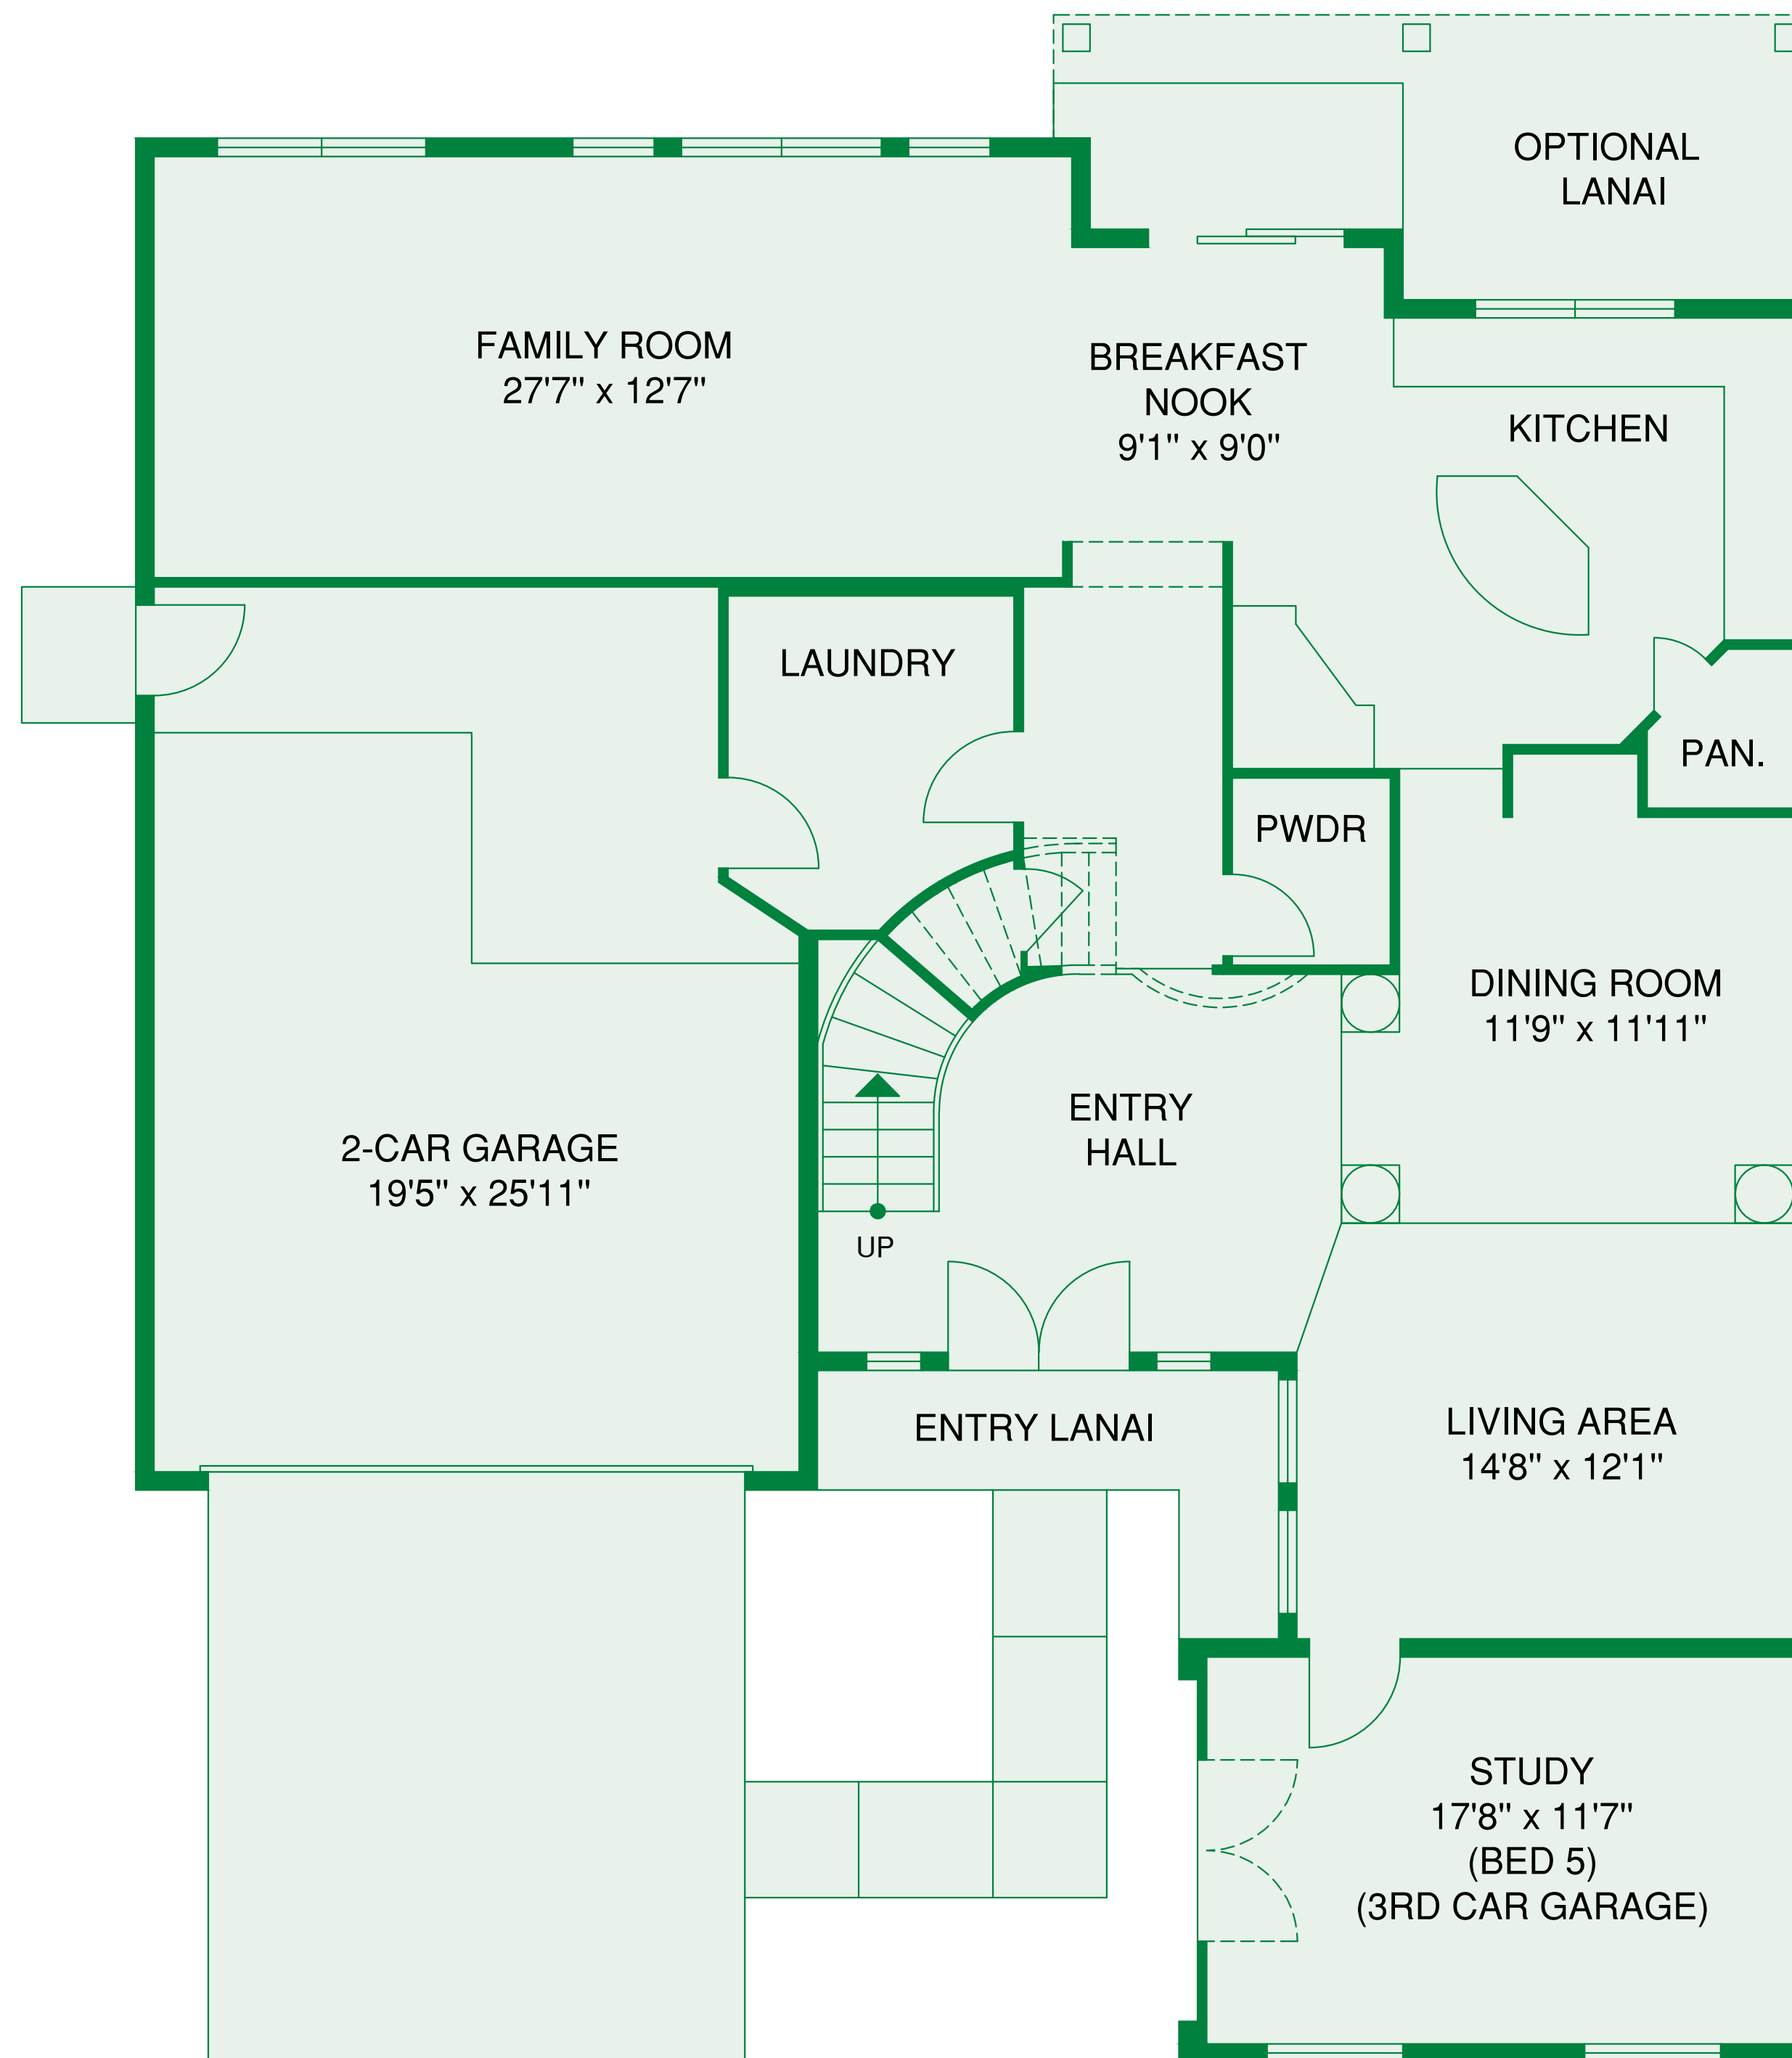 OPTIONAL
LANAI
FAMILY ROOM
27'7" x 12'7"
BREAKFAST
NOOK
9'1" x 9'0"
KITCHEN
LAUNDRY
PAN.
PWDR
DINING ROOM
11'9" x 11'11"
ENTRY
HALL
2-CAR GARAGE
19'5" x 25'11"
UP
ENTRY LANAI
LIVING AREA
14'8" x 12'1"
STUDY
17'8" x 11'7"
(BED 5)
(3RD CAR GARAGE)